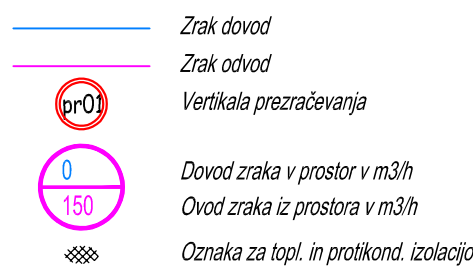 Zrak dovod
Zrak odvod
pr01 Vertikala prezračevanja
0 Dovod zraka v prostor v m3/h
150 Ovod zraka iz prostora v m3/h
Oznaka za topl. in protikond. izolacijo